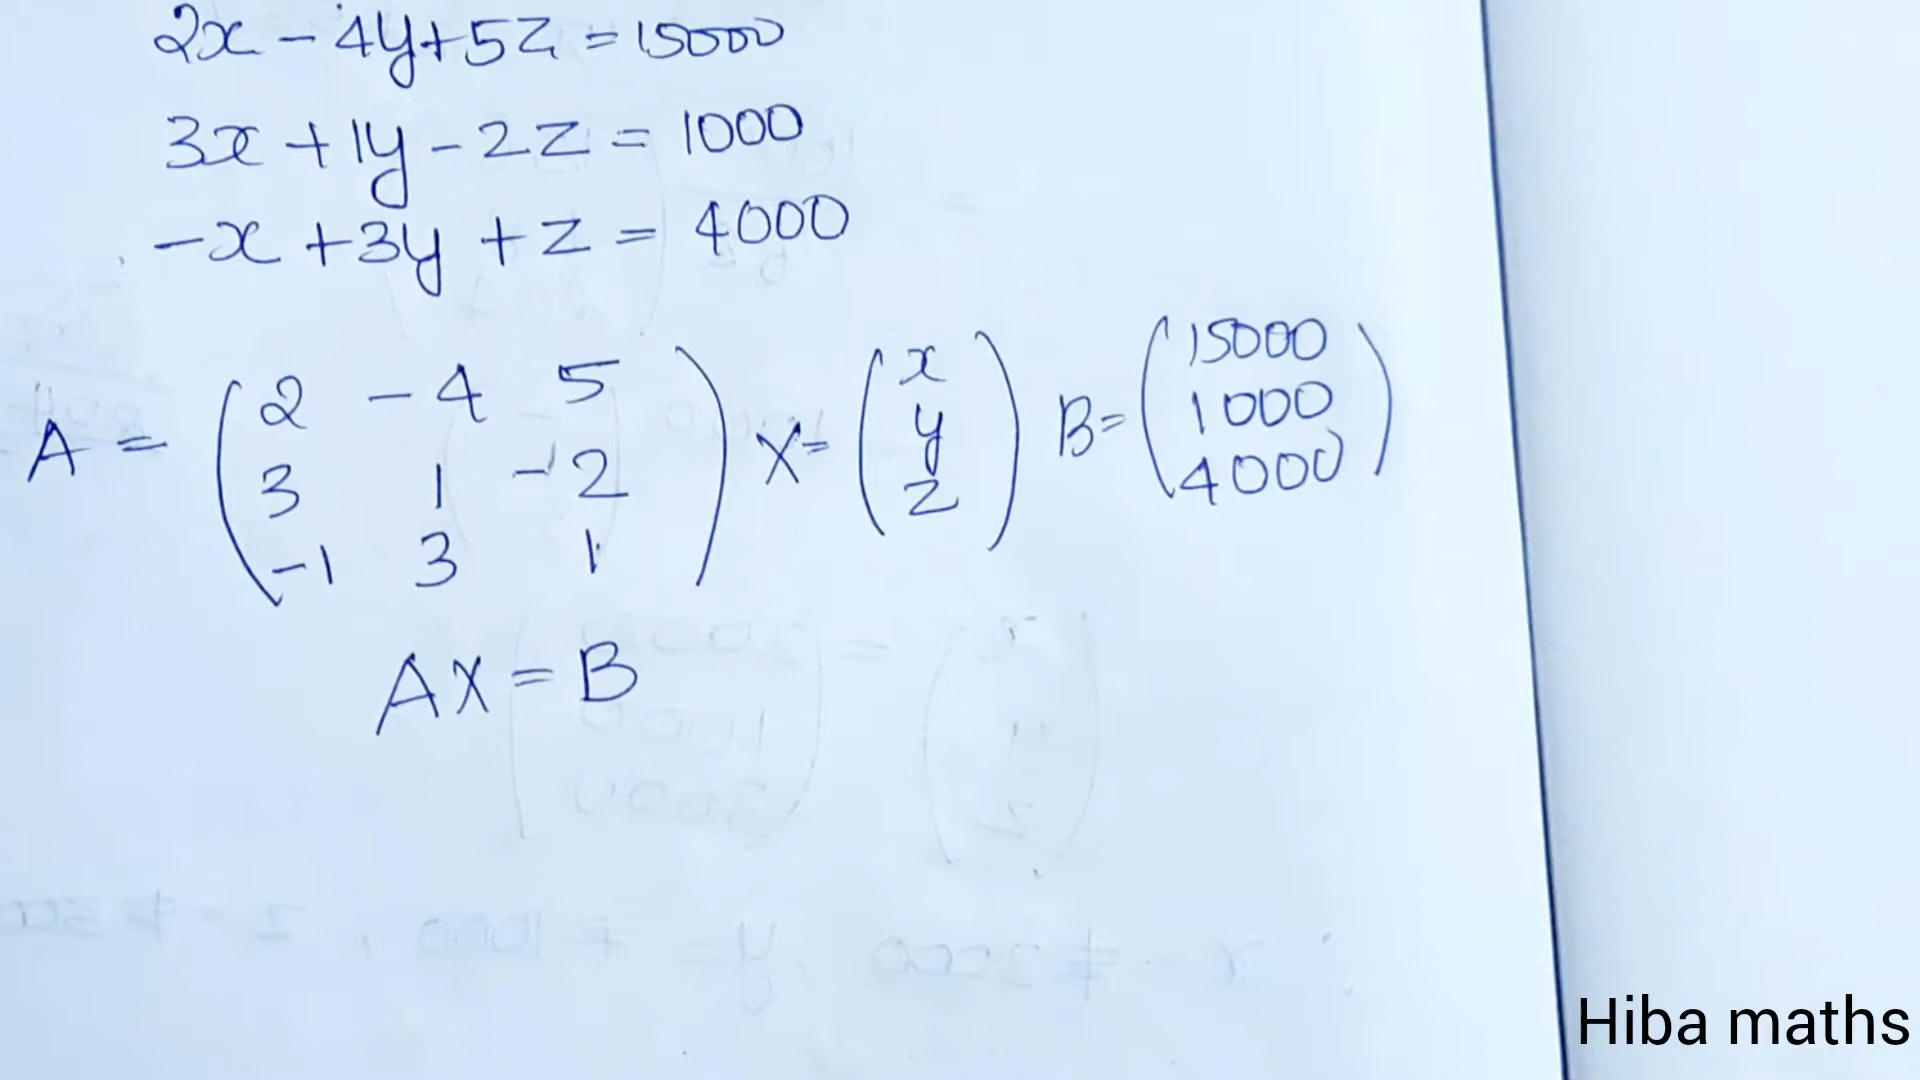 2x - 4y + 5z = 15000
3x + 1y - 2z = 1000
-x + 3y + z = 4000
A = ( 2 -4 5
3 1 -2
-1 3 1 ) X = ( x
y
z ) B = ( 15000
1000
4000 )
AX = B
Hiba maths